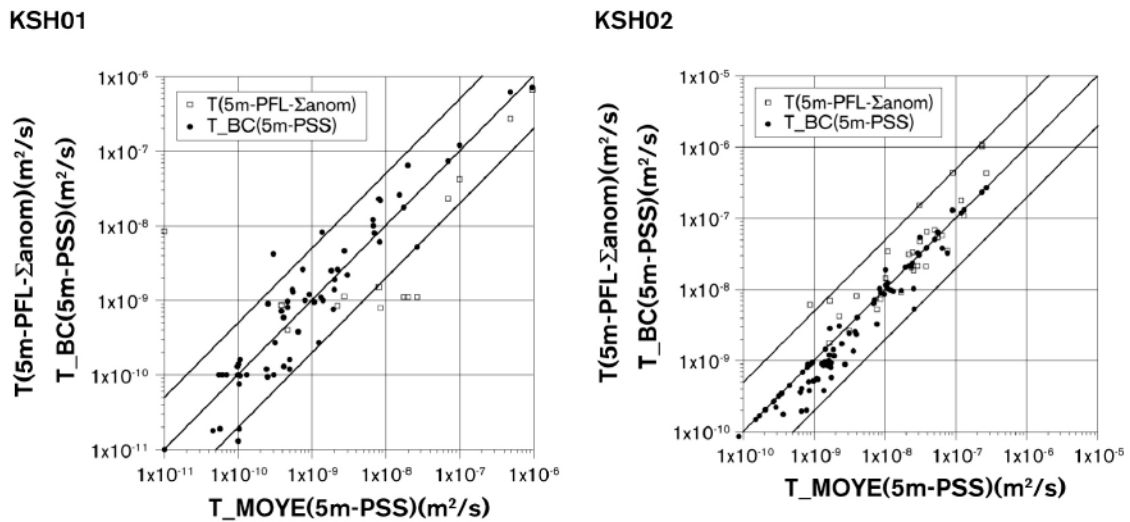 KSH01
T(5m-PFL-Σanom)(m²/s)
T_BC(5m-PSS)(m²/s)
1x10⁻⁶
1x10⁻⁷
1x10⁻⁸
1x10⁻⁹
1x10⁻¹⁰
1x10⁻¹¹
T(5m-PFL-Σanom)
T_BC(5m-PSS)
1x10⁻¹¹ 1x10⁻¹⁰ 1x10⁻⁹ 1x10⁻⁸ 1x10⁻⁷ 1x10⁻⁶
T_MOYE(5m-PSS)(m²/s)
KSH02
T(5m-PFL-Σanom)(m²/s)
T_BC(5m-PSS)(m²/s)
1x10⁻⁵
1x10⁻⁶
1x10⁻⁷
1x10⁻⁸
1x10⁻⁹
1x10⁻¹⁰
T(5m-PFL-Σanom)
T_BC(5m-PSS)
1x10⁻¹⁰ 1x10⁻⁹ 1x10⁻⁸ 1x10⁻⁷ 1x10⁻⁶ 1x10⁻⁵
T_MOYE(5m-PSS)(m²/s)